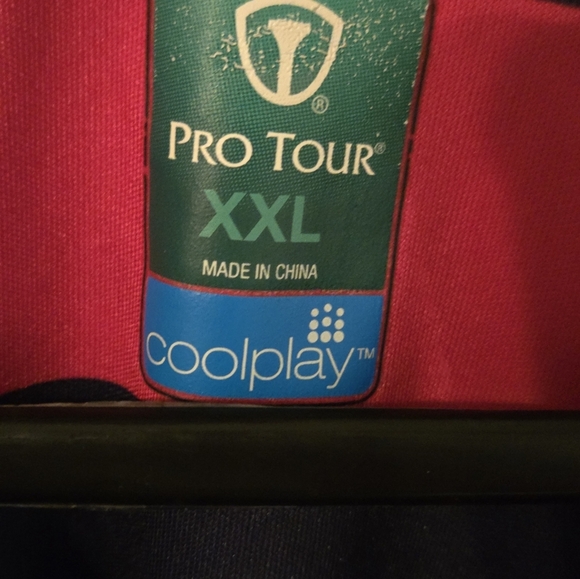 ®
PRO TOUR®
XXL
MADE IN CHINA
coolplay™